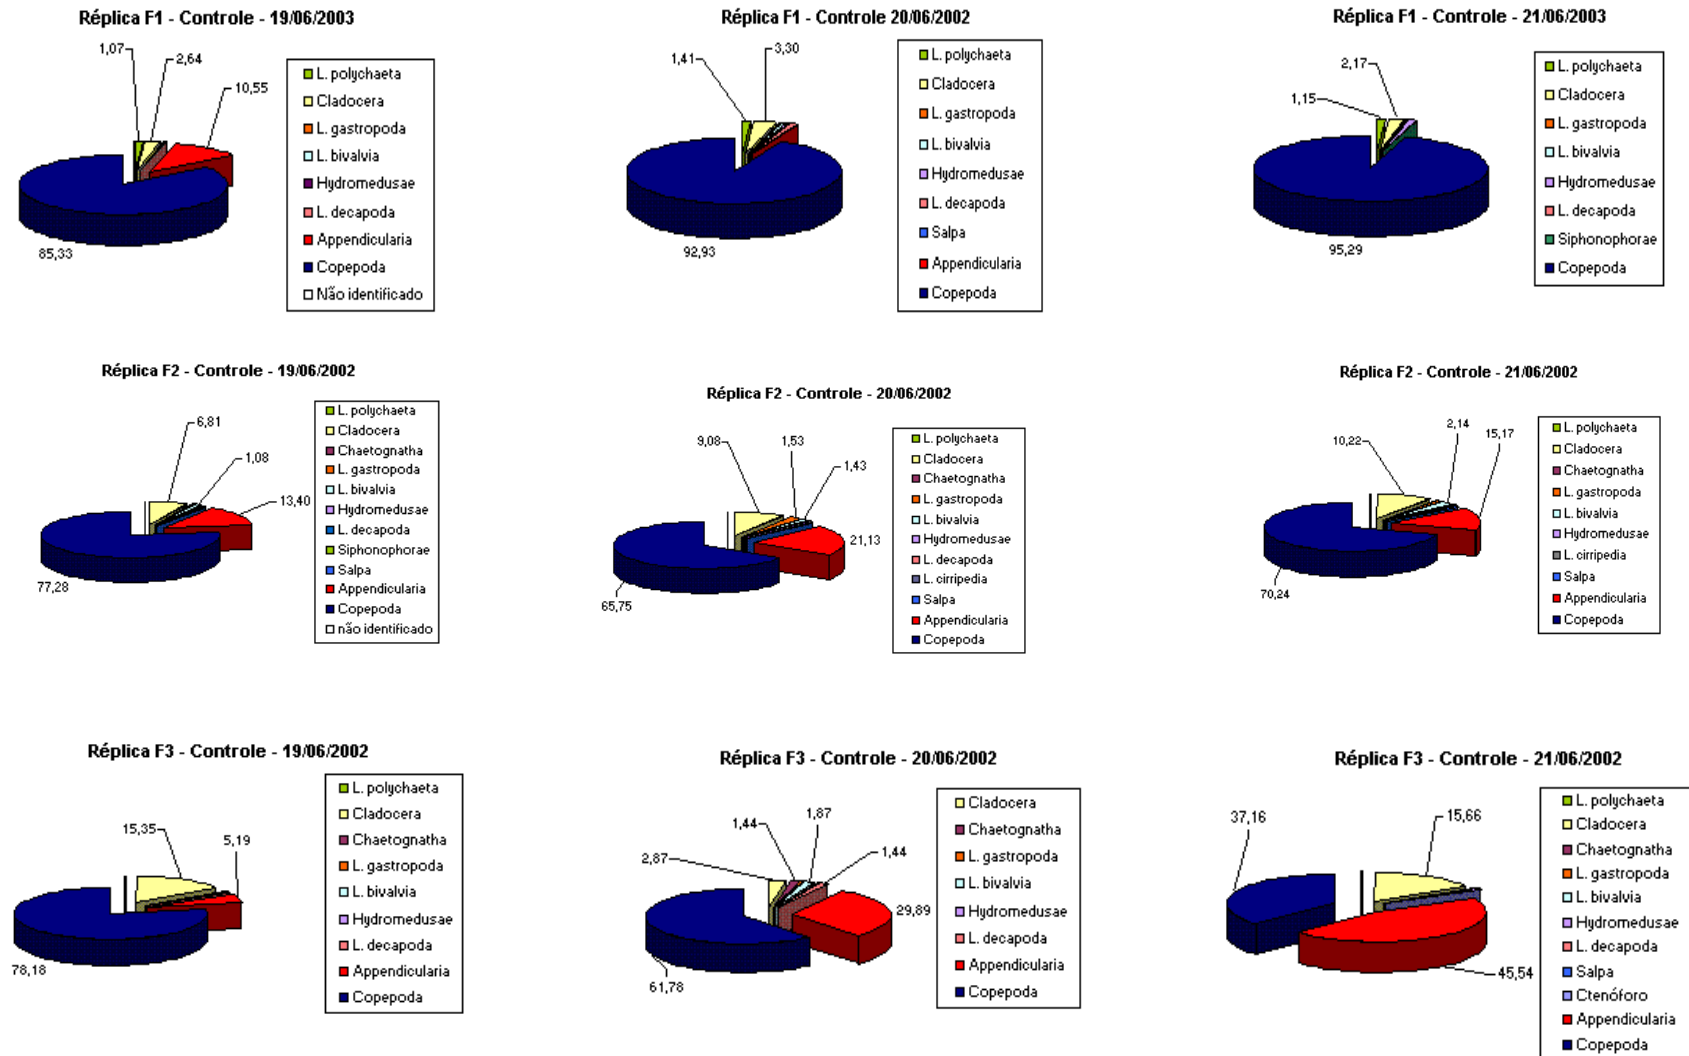 Réplica F1 - Controle - 19/06/2003
1,07
2,64
10,55
85,33
L. polychaeta
Cladocera
L. gastropoda
L. bivalvia
Hydromedusae
L. decapoda
Appendicularia
Copepoda
Não identificado
Réplica F1 - Controle 20/06/2002
1,41
3,30
92,93
L. polychaeta
Cladocera
L. gastropoda
L. bivalvia
Hydromedusae
L. decapoda
Salpa
Appendicularia
Copepoda
Réplica F1 - Controle - 21/06/2003
1,15
2,17
95,29
L. polychaeta
Cladocera
L. gastropoda
L. bivalvia
Hydromedusae
L. decapoda
Siphonophorae
Copepoda
Réplica F2 - Controle - 19/06/2002
6,81
1,08
13,40
77,28
L. polychaeta
Cladocera
Chaetognatha
L. gastropoda
L. bivalvia
Hydromedusae
L. decapoda
Siphonophorae
Salpa
Appendicularia
Copepoda
não identificado
Réplica F2 - Controle - 20/06/2002
9,08
1,53
1,43
21,13
65,75
L. polychaeta
Cladocera
Chaetognatha
L. gastropoda
L. bivalvia
Hydromedusae
L. decapoda
L. cirripedia
Salpa
Appendicularia
Copepoda
Réplica F2 - Controle - 21/06/2002
10,22
2,14
15,17
70,24
L. polychaeta
Cladocera
Chaetognatha
L. gastropoda
L. bivalvia
Hydromedusae
L. cirripedia
Salpa
Appendicularia
Copepoda
Réplica F3 - Controle - 19/06/2002
15,35
5,19
78,18
L. polychaeta
Cladocera
Chaetognatha
L. gastropoda
L. bivalvia
Hydromedusae
L. decapoda
Appendicularia
Copepoda
Réplica F3 - Controle - 20/06/2002
2,87
1,44
1,87
1,44
29,89
61,78
Cladocera
Chaetognatha
L. gastropoda
L. bivalvia
Hydromedusae
L. decapoda
Appendicularia
Copepoda
Réplica F3 - Controle - 21/06/2002
37,16
15,66
45,54
L. polychaeta
Cladocera
Chaetognatha
L. gastropoda
L. bivalvia
Hydromedusae
L. decapoda
Salpa
Ctenóforo
Appendicularia
Copepoda